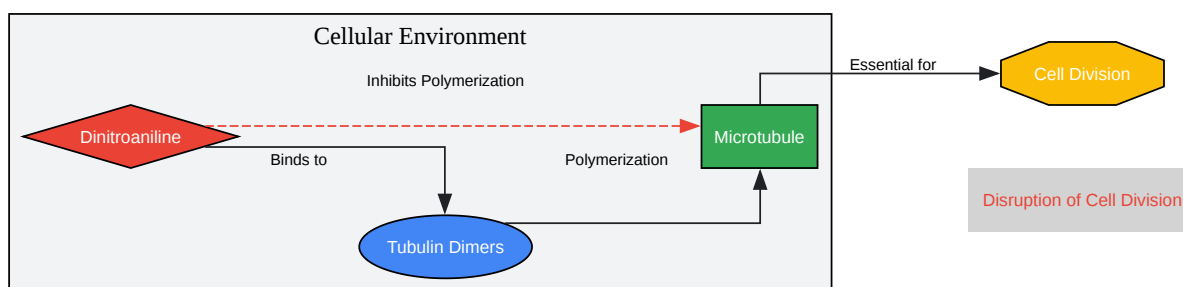 Cellular Environment
Inhibits Polymerization
Essential for
Cell Division
Dinitroaniline
Microtubule
Binds to
Polymerization
Disruption of Cell Division
Tubulin Dimers